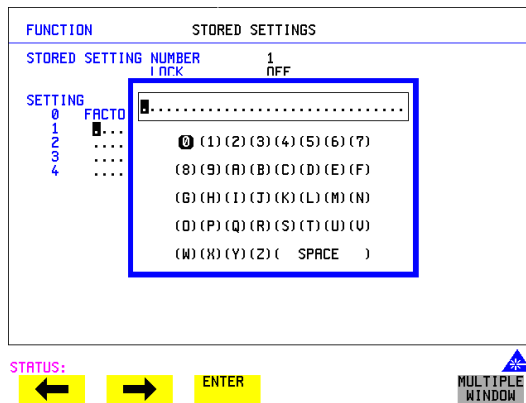 FUNCTION STORED SETTINGS
STORED SETTING NUMBER 1
LOCK OFF
SETTING
0 FACTO
1 ....
2 ....
3 ....
4 ....
..............................
0 (1)(2)(3)(4)(5)(6)(7)
(8)(9)(A)(B)(C)(D)(E)(F)
(G)(H)(I)(J)(K)(L)(M)(N)
(O)(P)(Q)(R)(S)(T)(U)(V)
(W)(X)(Y)(Z)( SPACE )
STATUS:
ENTER
MULTIPLE
WINDOW